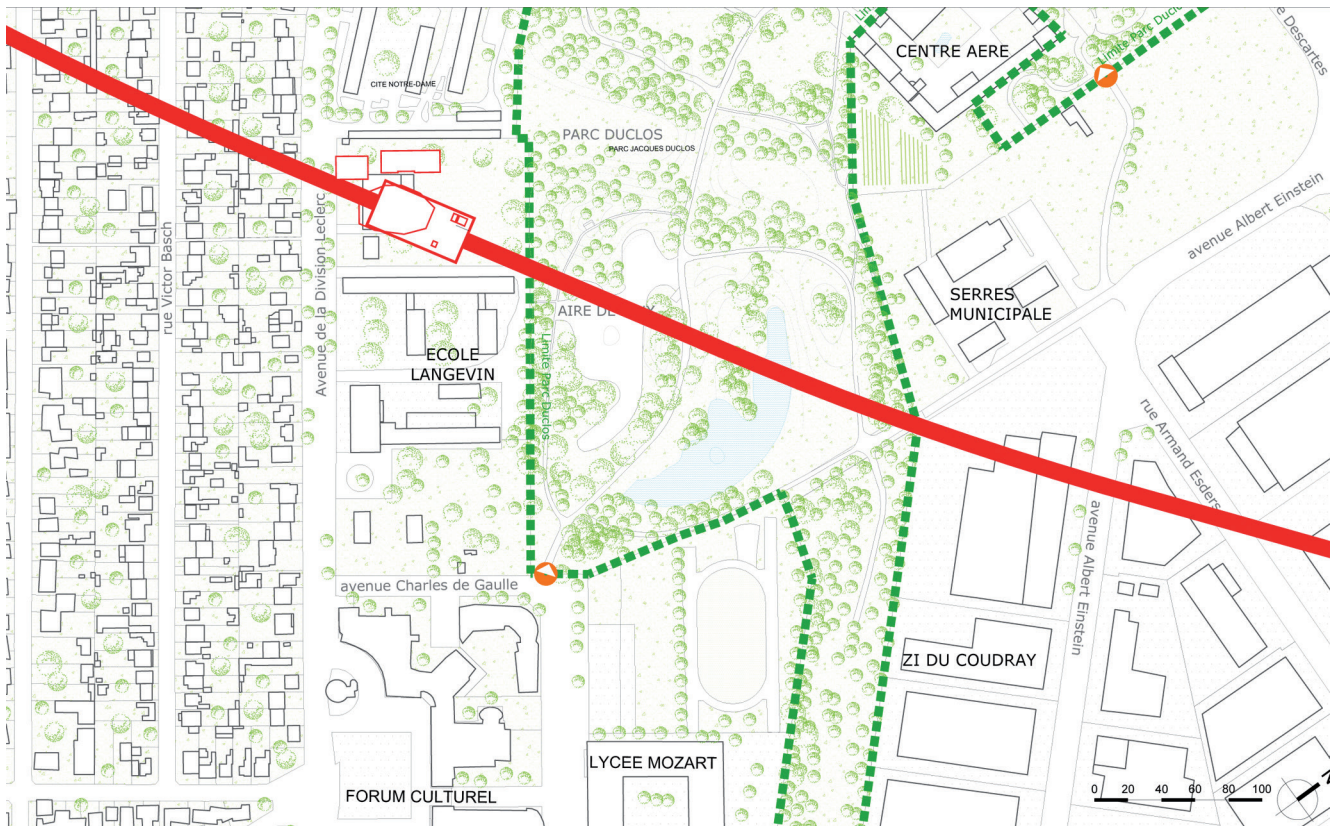 CENTRE AERE
Limite Parc Duclos
CITE NOTRE-DAME
PARC DUCLOS
PARC JACQUES DUCLOS
avenue Albert Einstein
rue Victor Basch
Avenue de la Division Leclerc
AIRE DE
SERRES
MUNICIPALE
ECOLE
LANGEVIN
Limite Parc Duclos
rue Armand Esders
avenue Albert Einstein
avenue Charles de Gaulle
ZI DU COUDRAY
LYCEE MOZART
FORUM CULTUREL
0 20 40 60 80 100
Descartes